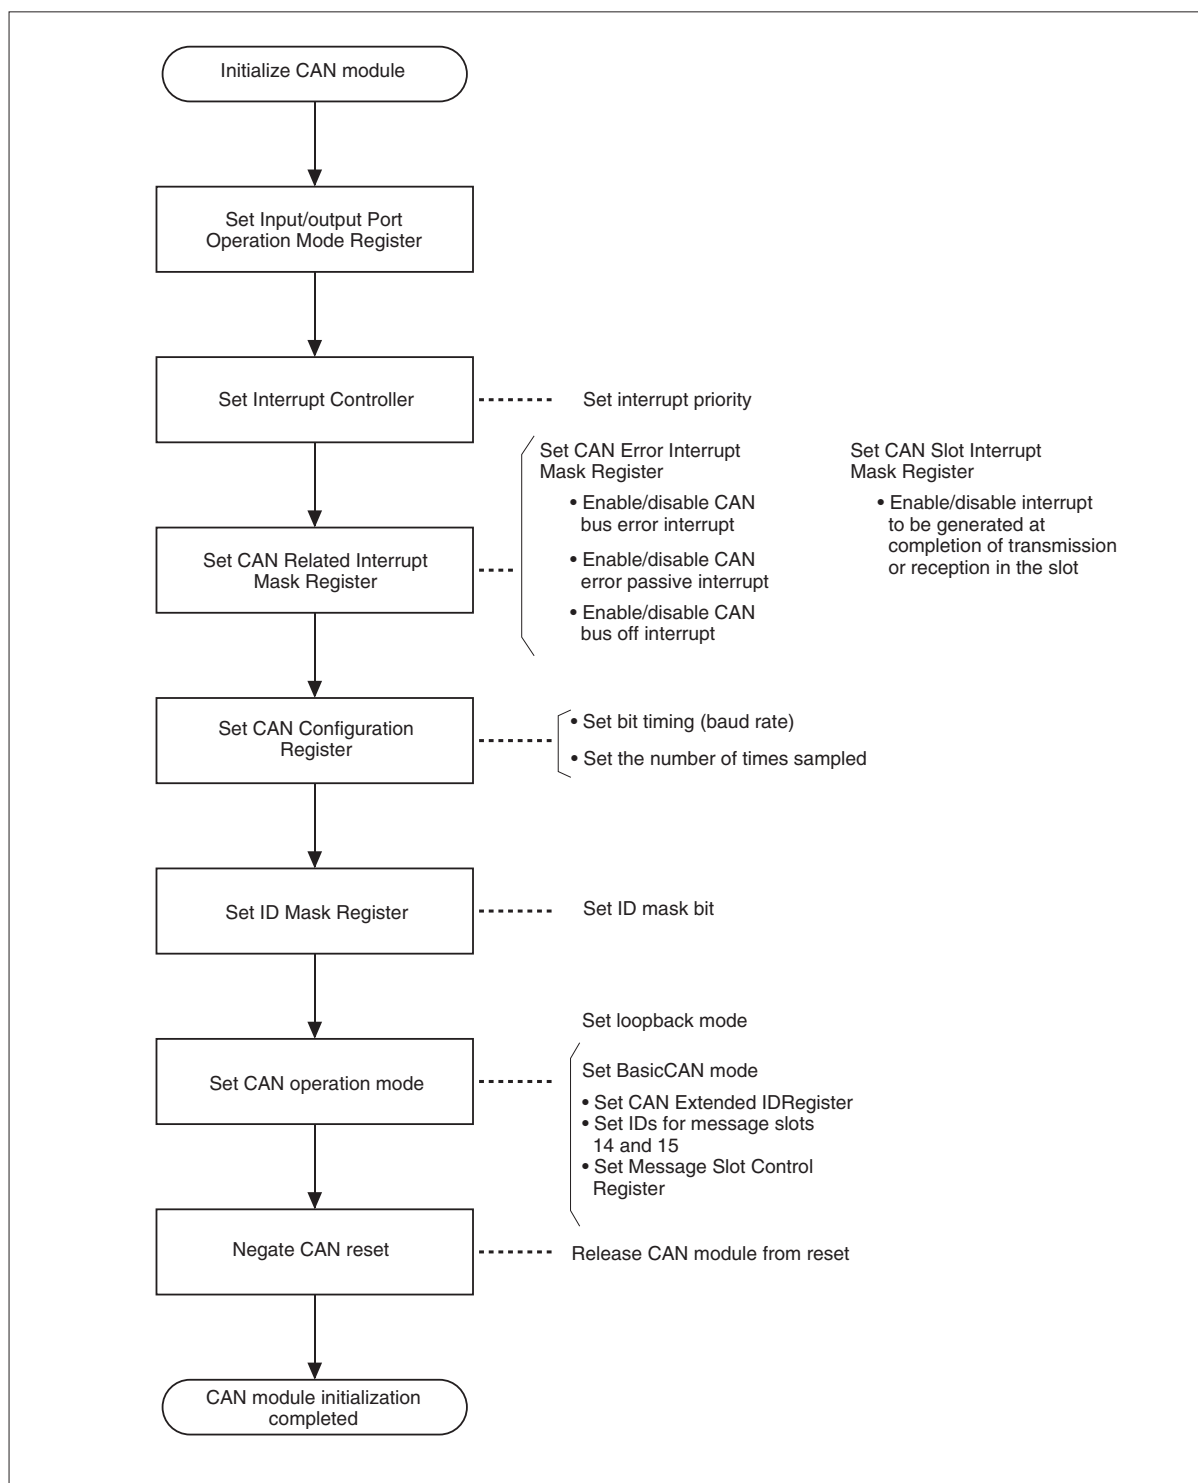 Initialize CAN module
Set Input/output Port
Operation Mode Register
Set Interrupt Controller
Set interrupt priority
Set CAN Related Interrupt
Mask Register
Set CAN Error Interrupt
Mask Register
• Enable/disable CAN
bus error interrupt
• Enable/disable CAN
error passive interrupt
• Enable/disable CAN
bus off interrupt
Set CAN Slot Interrupt
Mask Register
• Enable/disable interrupt
to be generated at
completion of transmission
or reception in the slot
Set CAN Configuration
Register
• Set bit timing (baud rate)
• Set the number of times sampled
Set ID Mask Register
Set ID mask bit
Set CAN operation mode
Set loopback mode
Set BasicCAN mode
• Set CAN Extended IDRegister
• Set IDs for message slots
14 and 15
• Set Message Slot Control
Register
Negate CAN reset
Release CAN module from reset
CAN module initialization
completed